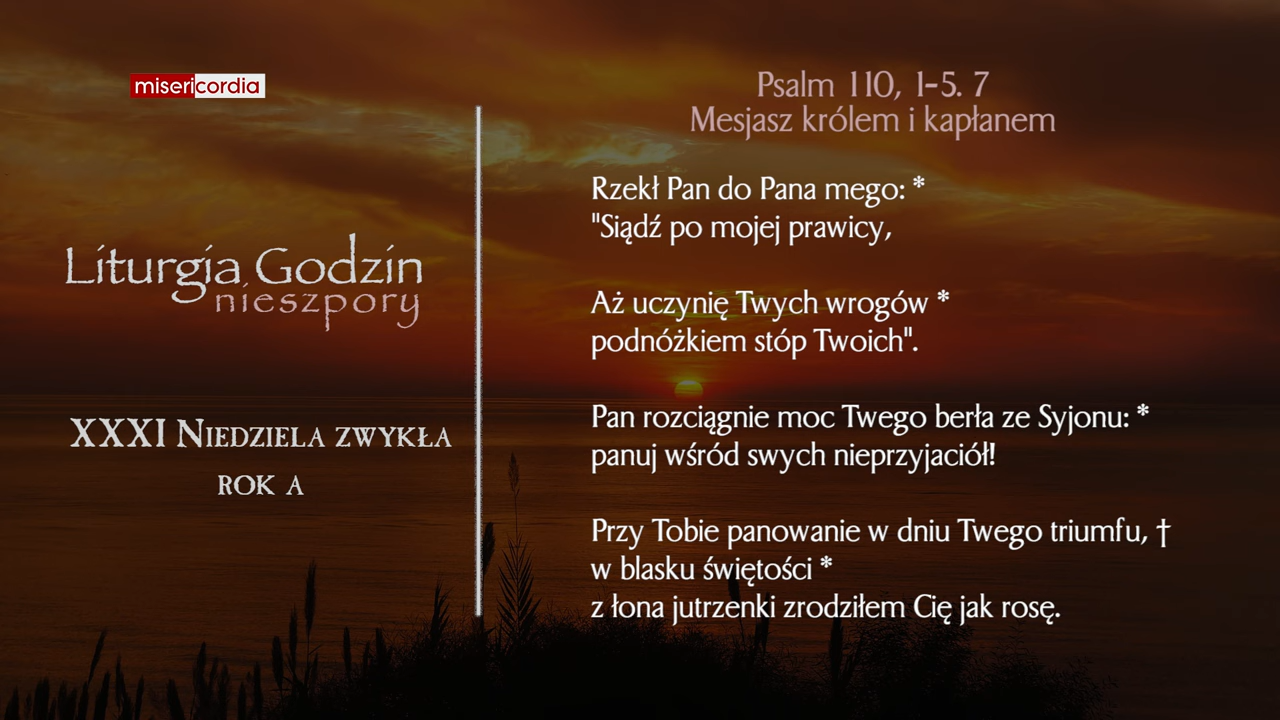 misericordia
Liturgia Godzin
nieszpory
XXXI Niedziela zwykła
rok A
Psalm 110, 1-5. 7
Mesjasz królem i kapłanem
Rzekł Pan do Pana mego: *
"Siądź po mojej prawicy,
Aż uczynię Twych wrogów *
podnóżkiem stóp Twoich".
Pan rozciągnie moc Twego berła ze Syjonu: *
panuj wśród swych nieprzyjaciół!
Przy Tobie panowanie w dniu Twego triumfu, †
w blasku świętości *
z łona jutrzenki zrodziłem Cię jak rosę.